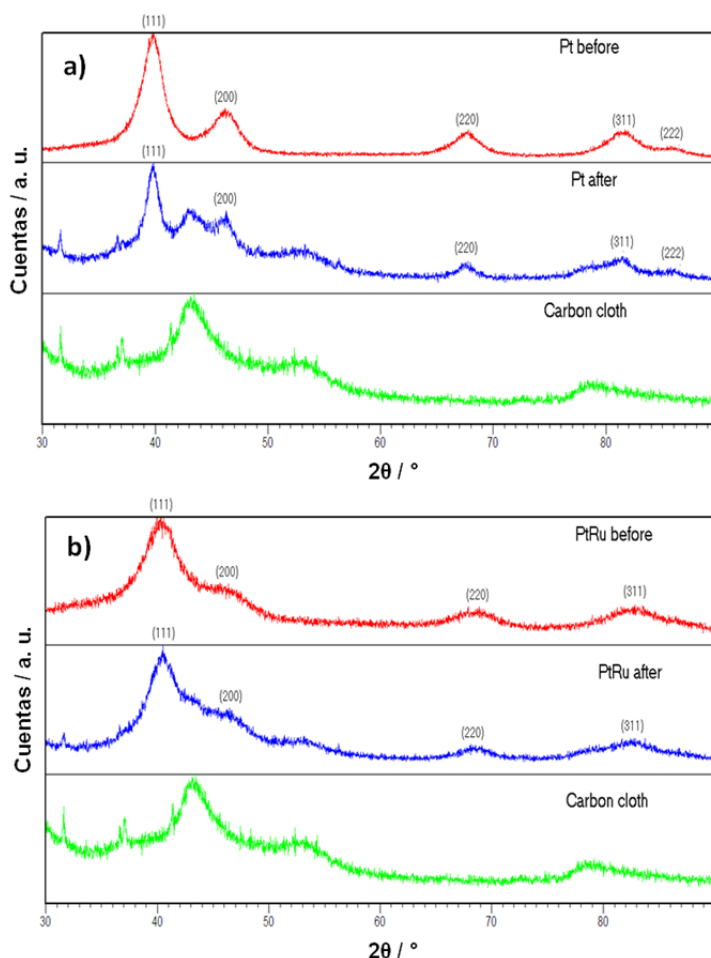 (111)
a)
Pt before
(200)
(220)
(311)
(222)
(111)
Pt after
(200)
(220)
(311)
(222)
Carbon cloth
Cuentas / a. u.
30 40 50 60 70 80
2θ / °
(111)
b)
PtRu before
(200)
(220)
(311)
(111)
PtRu after
(200)
(220)
(311)
Carbon cloth
Cuentas / a. u.
30 40 50 60 70 80
2θ / °